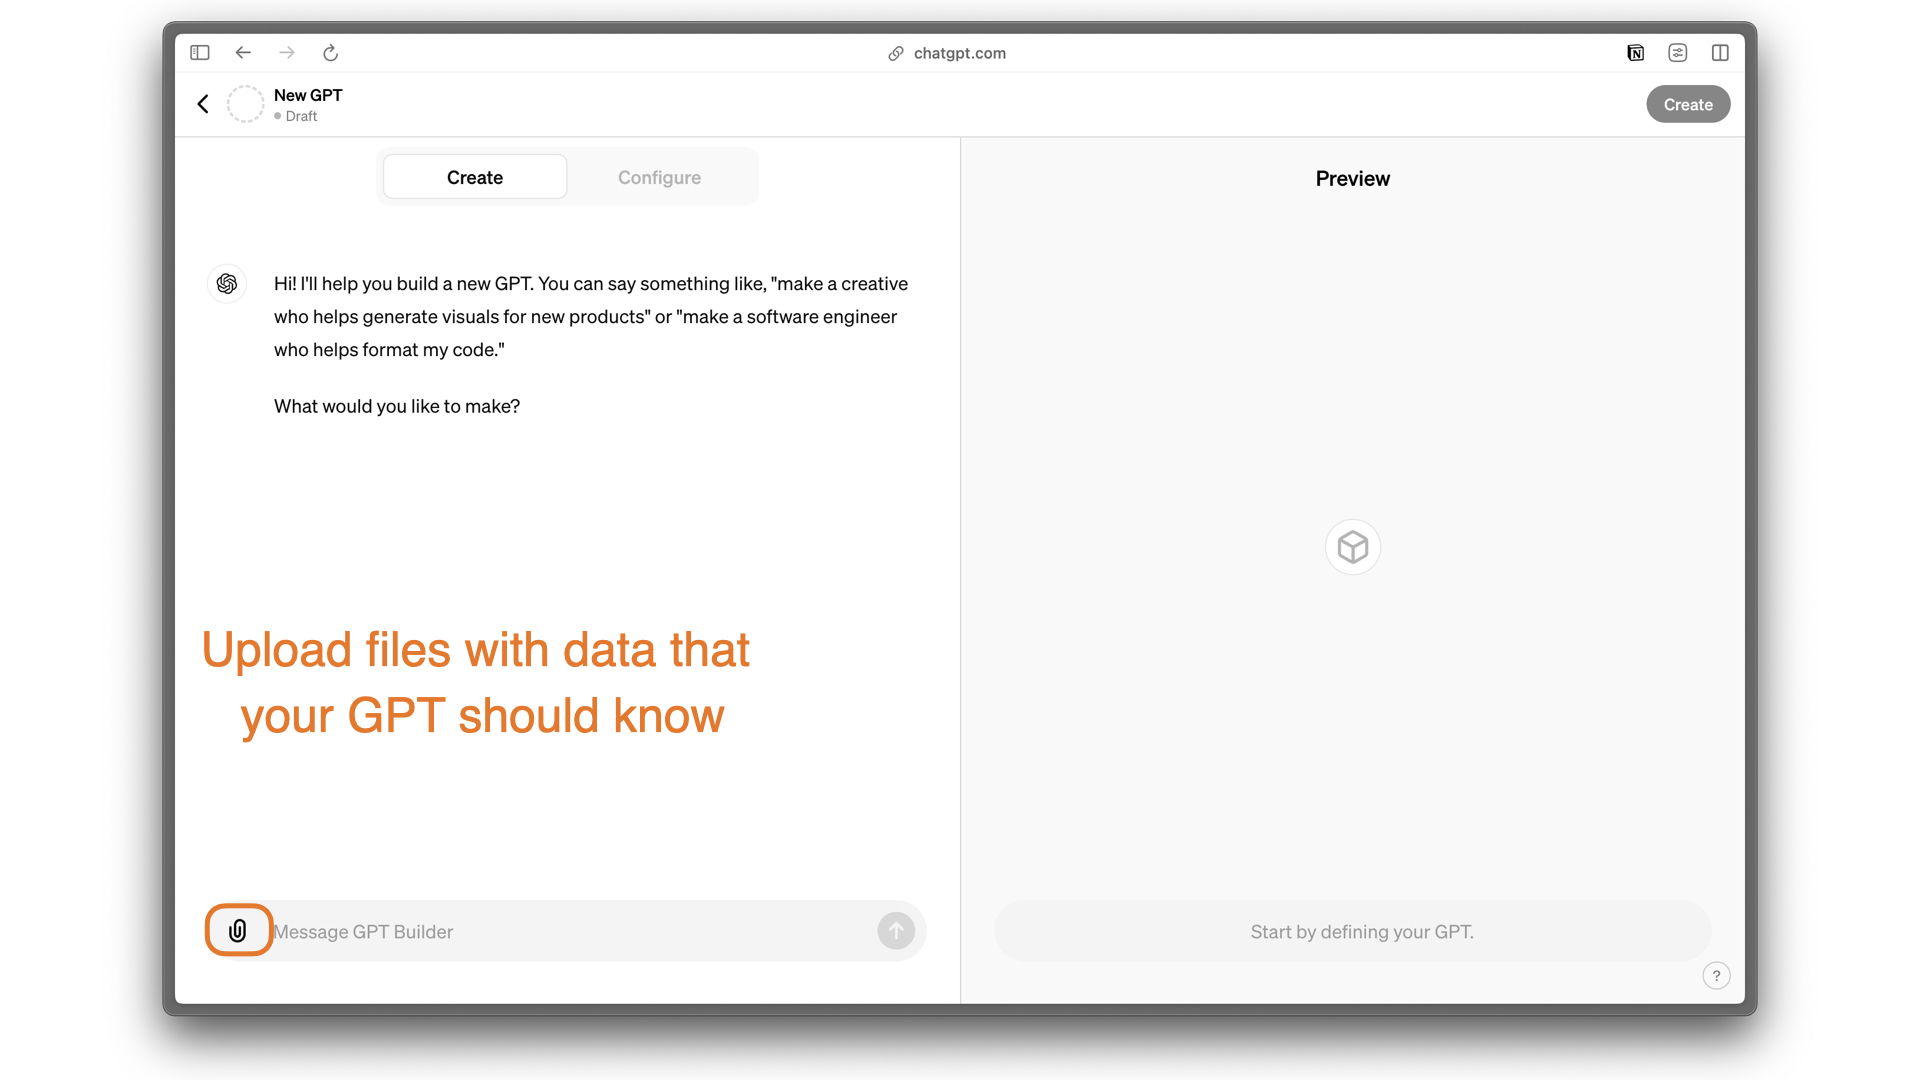 chatgpt.com
New GPT
Draft
Create
Create
Configure
Preview
Hi! I'll help you build a new GPT. You can say something like, "make a creative
who helps generate visuals for new products" or "make a software engineer
who helps format my code."
What would you like to make?
Upload files with data that
your GPT should know
Message GPT Builder
Start by defining your GPT.
?